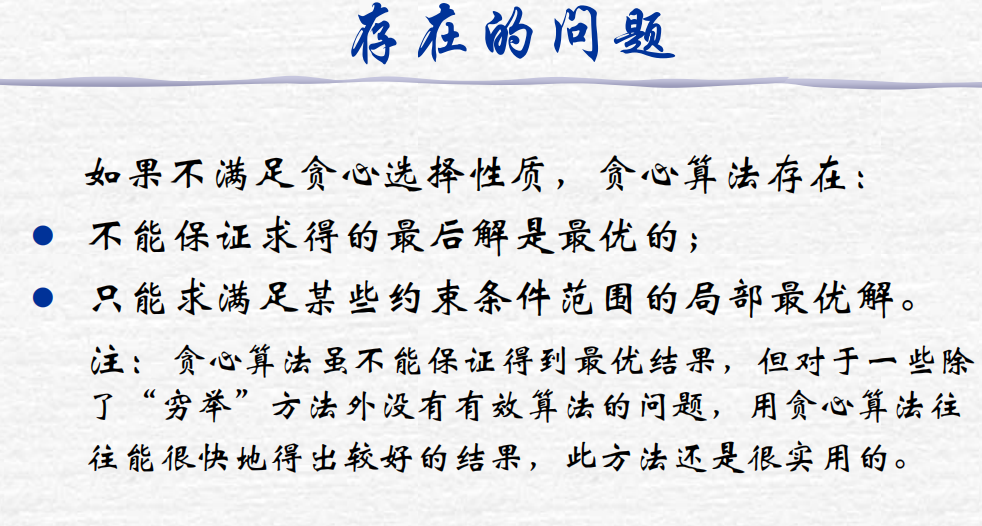 存在的问题
如果不满足贪心选择性质，贪心算法存在：
● 不能保证求得的最后解是最优的；
● 只能求满足某些约束条件范围的局部最优解。
注：贪心算法虽不能保证得到最优结果，但对于一些除
了“穷举”方法外没有有效算法的问题，用贪心算法往
往能很快地得出较好的结果，此方法还是很实用的。